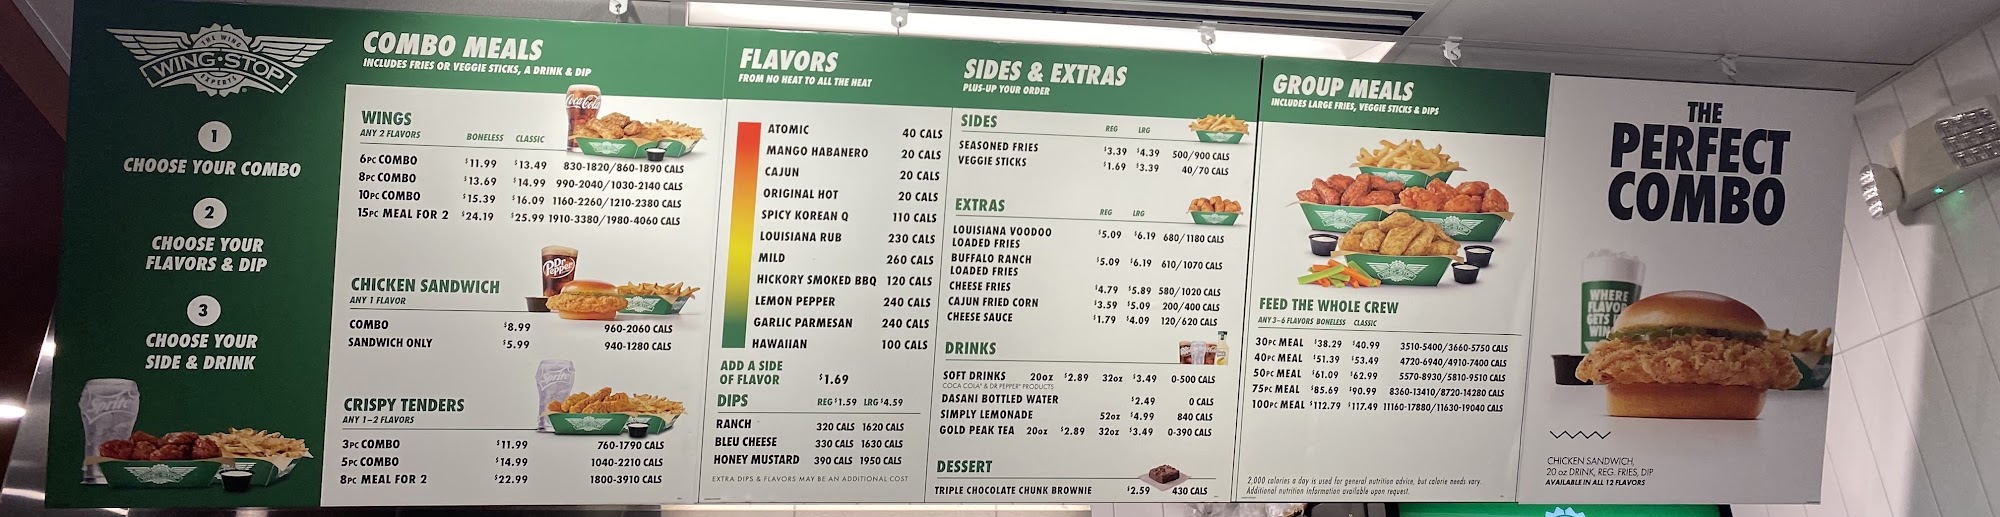 THE WING
WING·STOP
EXPERTS
1
CHOOSE YOUR COMBO
2
CHOOSE YOUR
FLAVORS & DIP
3
CHOOSE YOUR
SIDE & DRINK
Sprite
COMBO MEALS
INCLUDES FRIES OR VEGGIE STICKS, A DRINK & DIP
Coca-Cola
WINGS
ANY 2 FLAVORS BONELESS CLASSIC
6PC COMBO $11.99 $13.49 830-1820/860-1890 CALS
8PC COMBO $13.69 $14.99 990-2040/1030-2140 CALS
10PC COMBO $15.39 $16.09 1160-2260/1210-2380 CALS
15PC MEAL FOR 2 $24.19 $25.99 1910-3380/1980-4060 CALS
Dr Pepper
CHICKEN SANDWICH
ANY 1 FLAVOR
COMBO $8.99 960-2060 CALS
SANDWICH ONLY $5.99 940-1280 CALS
Sprite
CRISPY TENDERS
ANY 1-2 FLAVORS
3PC COMBO $11.99 760-1790 CALS
5PC COMBO $14.99 1040-2210 CALS
8PC MEAL FOR 2 $22.99 1800-3910 CALS
FLAVORS
FROM NO HEAT TO ALL THE HEAT
ATOMIC 40 CALS
MANGO HABANERO 20 CALS
CAJUN 20 CALS
ORIGINAL HOT 20 CALS
SPICY KOREAN Q 110 CALS
LOUISIANA RUB 230 CALS
MILD 260 CALS
HICKORY SMOKED BBQ 120 CALS
LEMON PEPPER 240 CALS
GARLIC PARMESAN 240 CALS
HAWAIIAN 100 CALS
ADD A SIDE
OF FLAVOR $1.69
DIPS REG $1.59 LRG $4.59
RANCH 320 CALS 1620 CALS
BLEU CHEESE 330 CALS 1630 CALS
HONEY MUSTARD 390 CALS 1950 CALS
EXTRA DIPS & FLAVORS MAY BE AN ADDITIONAL COST
SIDES & EXTRAS
PLUS-UP YOUR ORDER
SIDES REG LRG
SEASONED FRIES $3.39 $4.39 500/900 CALS
VEGGIE STICKS $1.69 $3.39 40/70 CALS
EXTRAS REG LRG
LOUISIANA VOODOO $5.09 $6.19 680/1180 CALS
LOADED FRIES
BUFFALO RANCH $5.09 $6.19 610/1070 CALS
LOADED FRIES
CHEESE FRIES $4.79 $5.89 580/1020 CALS
CAJUN FRIED CORN $3.59 $5.09 200/400 CALS
CHEESE SAUCE $1.79 $4.09 120/620 CALS
DRINKS
SOFT DRINKS 20OZ $2.89 32OZ $3.49 0-500 CALS
COCA COLA® & DR PEPPER® PRODUCTS
DASANI BOTTLED WATER $2.49 0 CALS
SIMPLY LEMONADE 52OZ $4.99 840 CALS
GOLD PEAK TEA 20OZ $2.89 32OZ $3.49 0-390 CALS
DESSERT
TRIPLE CHOCOLATE CHUNK BROWNIE $2.59 430 CALS
GROUP MEALS
INCLUDES LARGE FRIES, VEGGIE STICKS & DIPS
FEED THE WHOLE CREW
ANY 3-6 FLAVORS BONELESS CLASSIC
30PC MEAL $38.29 $40.99 3510-5400/3660-5750 CALS
40PC MEAL $51.39 $53.49 4720-6940/4910-7400 CALS
50PC MEAL $61.09 $62.99 5570-8930/5810-9510 CALS
75PC MEAL $85.69 $90.99 8360-13410/8720-14280 CALS
100PC MEAL $112.79 $117.49 11160-17880/11630-19040 CALS
2,000 calories a day is used for general nutrition advice, but calorie needs vary.
Additional nutrition information available upon request.
THE
PERFECT
COMBO
WHERE
FLAVOR
GETS
WIN
CHICKEN SANDWICH,
20 oz DRINK, REG. FRIES, DIP
AVAILABLE IN ALL 12 FLAVORS